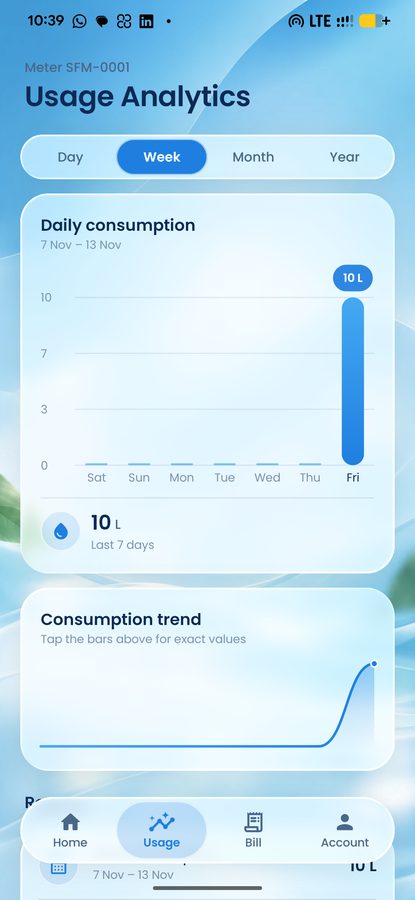 10:39
LTE
Meter SFM-0001
Usage Analytics
Day Week Month Year
Daily consumption
7 Nov – 13 Nov
10 L
10
7
3
0
Sat Sun Mon Tue Wed Thu Fri
10 L
Last 7 days
Consumption trend
Tap the bars above for exact values
Home Usage Bill Account
7 Nov – 13 Nov
10 L